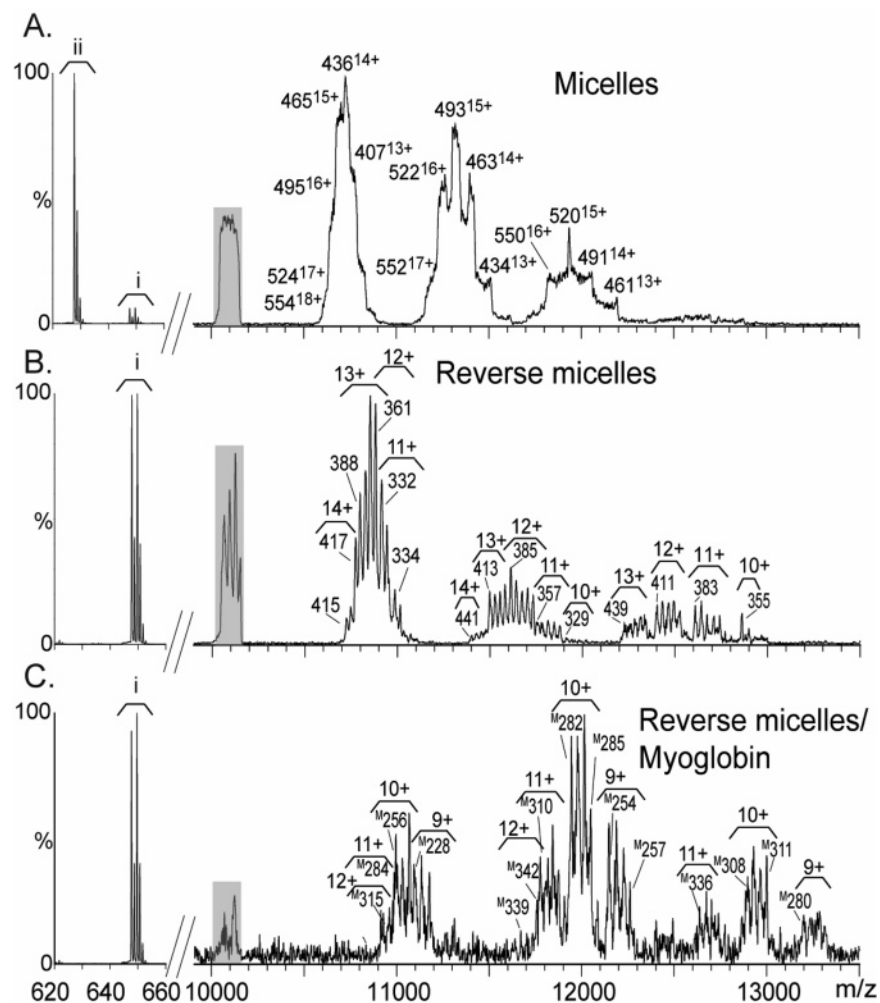 A.
ii
100
436¹⁴⁺
465¹⁵⁺
407¹³⁺
495¹⁶⁺
524¹⁷⁺
554¹⁸⁺
Micelles
493¹⁵⁺
522¹⁶⁺
463¹⁴⁺
552¹⁷⁺
434¹³⁺
520¹⁵⁺
550¹⁶⁺
491¹⁴⁺
461¹³⁺
%
i
0
B.
i
Reverse micelles
100
12+
13+
361
11+
388
332
14+
417
334
415
13+
12+
413
385
11+
14+
357
10+
441
329
12+
13+
411
11+
439
383
10+
355
%
0
C.
i
Reverse micelles/
Myoglobin
100
10+
ᴹ282
ᴹ285
11+
ᴹ310
9+
ᴹ254
12+
ᴹ342
ᴹ257
ᴹ339
10+
ᴹ256
9+
11+
ᴹ228
ᴹ284
12+
ᴹ315
10+
11+
ᴹ308
ᴹ311
ᴹ336
9+
ᴹ280
%
0
620 640 660 10000 11000 12000 13000 m/z